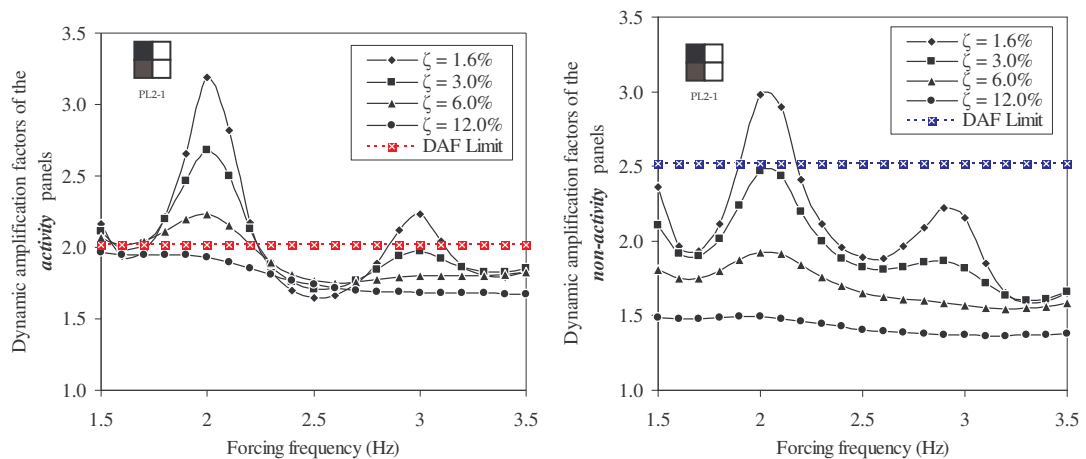 Dynamic amplification factors of the
activity panels
3.5
3.0
2.5
2.0
1.5
1.0
PL2-1
ζ = 1.6%
ζ = 3.0%
ζ = 6.0%
ζ = 12.0%
DAF Limit
1.5
2
2.5
3
3.5
Forcing frequency (Hz)
Dynamic amplification factors of the
non-activity panels
3.5
3.0
2.5
2.0
1.5
1.0
PL2-1
ζ = 1.6%
ζ = 3.0%
ζ = 6.0%
ζ = 12.0%
DAF Limit
1.5
2
2.5
3
3.5
Forcing frequency (Hz)